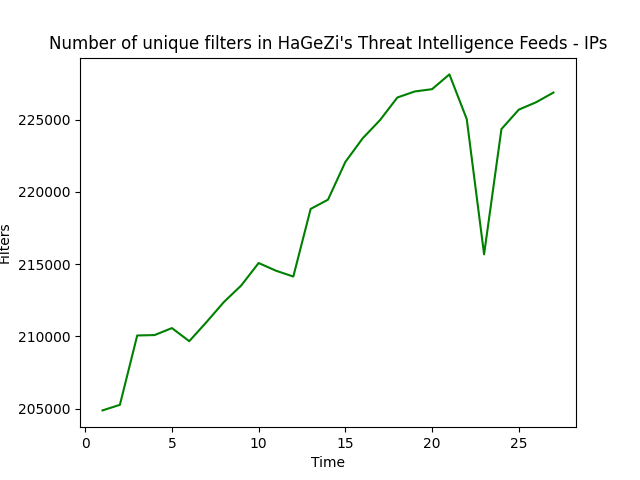 Number of unique filters in HaGeZi's Threat Intelligence Feeds - IPs
225000
220000
215000
210000
205000
Filters
0 5 10 15 20 25
Time